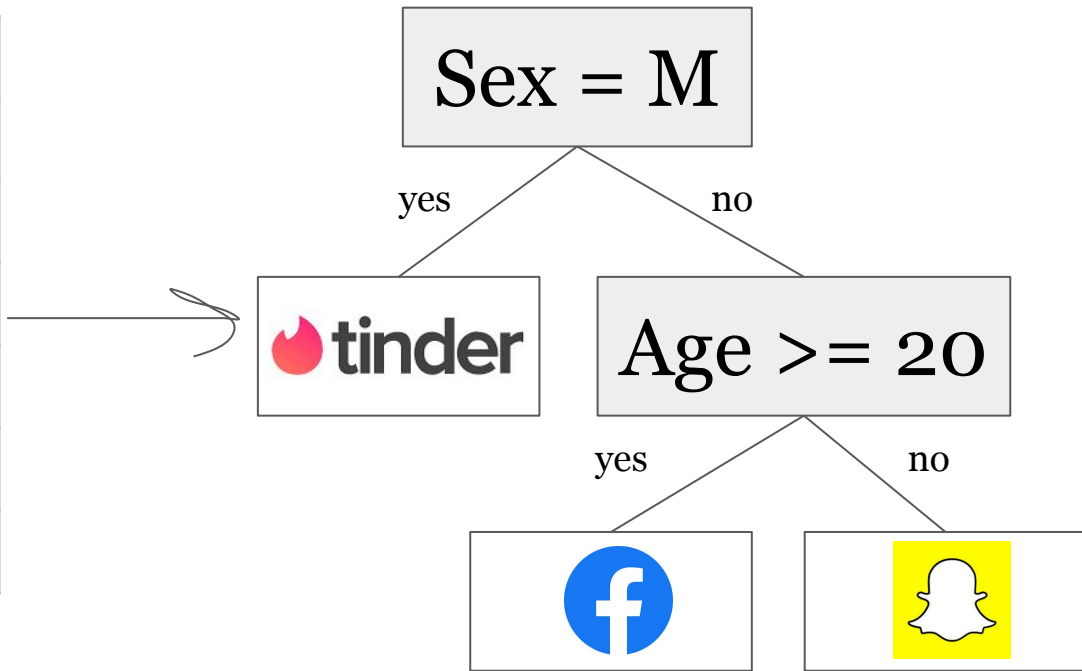 Sex = M
yes
no
tinder
Age >= 20
yes
no